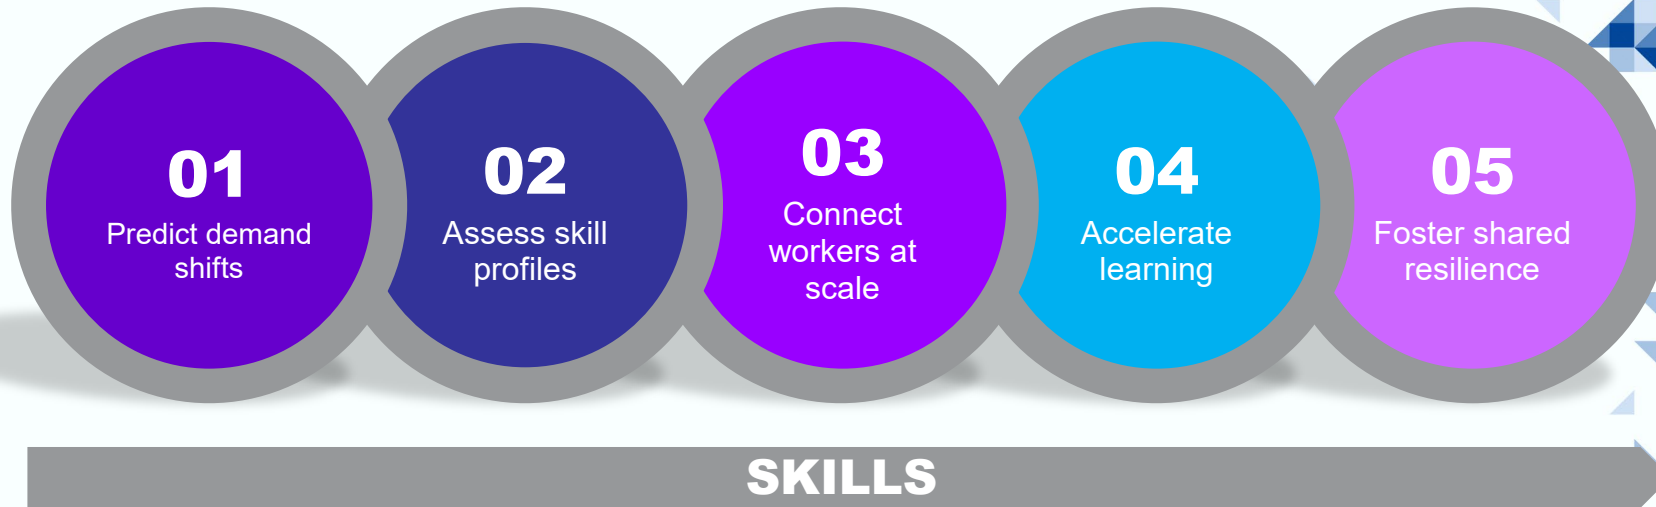 01
Predict demand
shifts
02
Assess skill
profiles
03
Connect
workers at
scale
04
Accelerate
learning
05
Foster shared
resilience
SKILLS